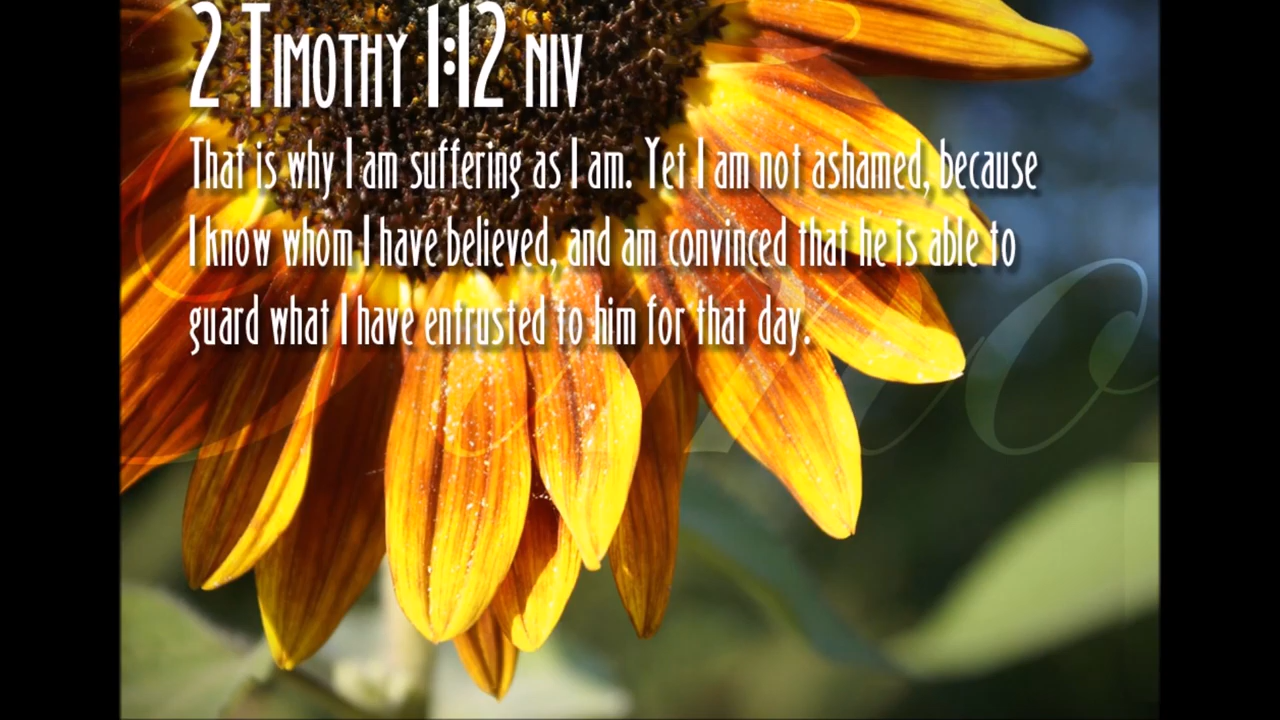 2 Timothy 1:12 NIV
That is why I am suffering as I am. Yet I am not ashamed, because
I know whom I have believed, and am convinced that he is able to
guard what I have entrusted to him for that day.